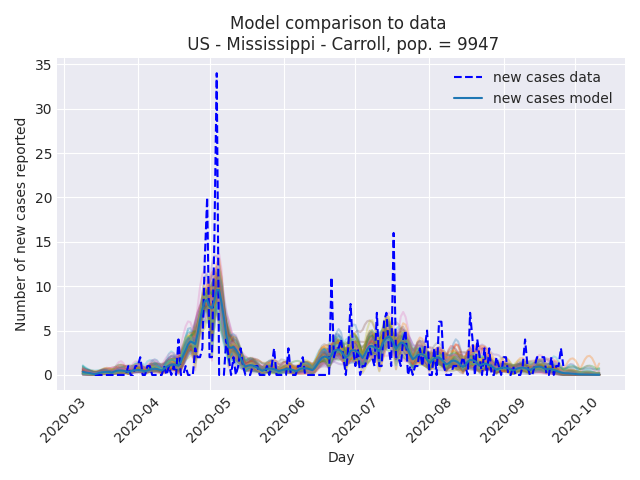 Model comparison to data
US - Mississippi - Carroll, pop. = 9947
new cases data
new cases model
Number of new cases reported
35
30
25
20
15
10
5
0
2020-03
2020-04
2020-05
2020-06
2020-07
2020-08
2020-09
2020-10
Day